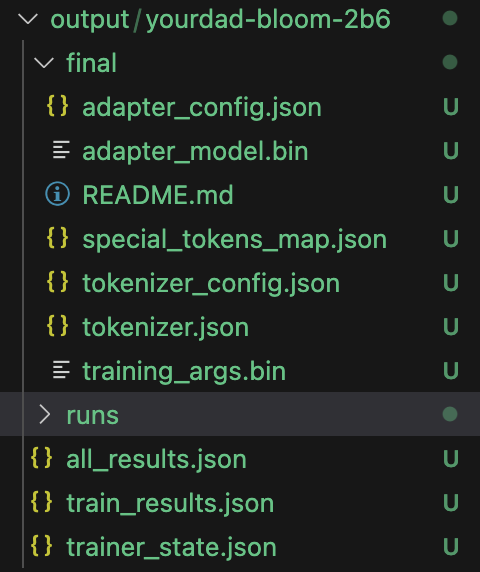 output/yourdad-bloom-2b6
final
{} adapter_config.json U
adapter_model.bin U
README.md U
{} special_tokens_map.json U
{} tokenizer_config.json U
{} tokenizer.json U
training_args.bin U
runs
{} all_results.json U
{} train_results.json U
{} trainer_state.json U